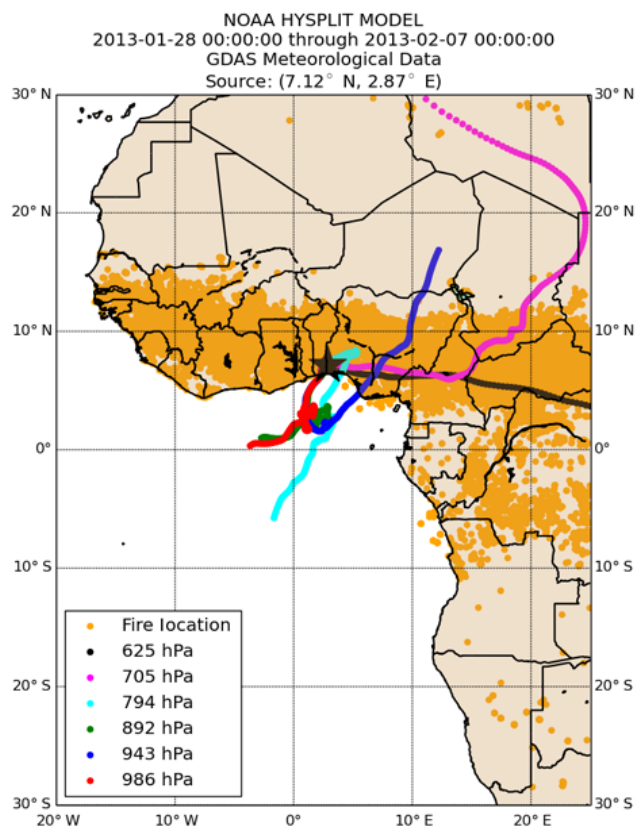 NOAA HYSPLIT MODEL
2013-01-28 00:00:00 through 2013-02-07 00:00:00
GDAS Meteorological Data
Source: (7.12° N, 2.87° E)
30° N
30° N
20° N
20° N
10° N
10° N
0°
0°
10° S
10° S
20° S
20° S
30° S
30° S
Fire location
625 hPa
705 hPa
794 hPa
892 hPa
943 hPa
986 hPa
20° W
10° W
0°
10° E
20° E